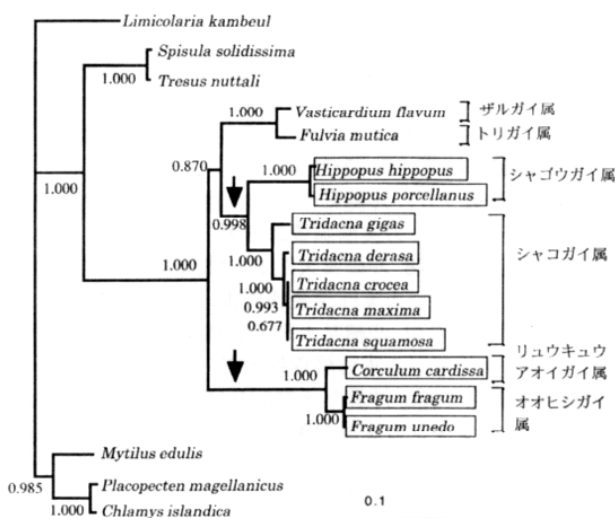 Limicolaria kambeul
Spisula solidissima
1.000
Tresus nuttali
1.000
Vasticardium flavum
ザルガイ属
Fulvia mutica
トリガイ属
0.870
1.000
Hippopus hippopus
シャゴウガイ属
Hippopus porcellanus
1.000
0.998
Tridacna gigas
1.000
Tridacna derasa
シャコガイ属
1.000
1.000
Tridacna crocea
0.993
Tridacna maxima
0.677
Tridacna squamosa
リュウキュウ
1.000
Corculum cardissa
アオイガイ属
Fragum fragum
オオヒシガイ
1.000
Fragum unedo
属
Mytilus edulis
0.985
Placopecten magellanicus
0.1
1.000
Chlamys islandica